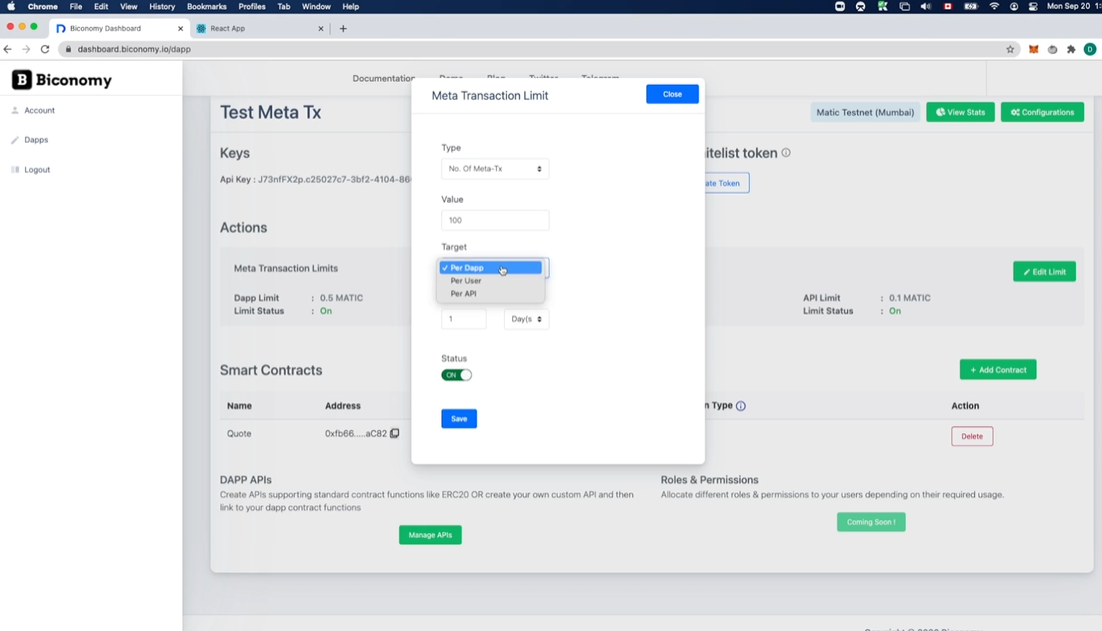 Chrome File Edit View History Bookmarks Profiles Tab Window Help Mon Sep 20
Biconomy Dashboard
React App
dashboard.biconomy.io/dapp
D
B Biconomy
Account
Dapps
Logout
Documentation
Test Meta Tx
Matic Testnet (Mumbai)
View Stats
Configurations
Keys
Api Key : J73nfFX2p.c25027c7-3bf2-4104-86
Actions
Meta Transaction Limits
Edit Limit
Dapp Limit : 0.5 MATIC
Limit Status : On
API Limit : 0.1 MATIC
Limit Status : On
Smart Contracts
+ Add Contract
Name Address
Action
Quote 0xfb66.....aC82
Delete
DAPP APIs
Create APIs supporting standard contract functions like ERC20 OR create your own custom API and then
link to your dapp contract functions
Manage APIs
Roles & Permissions
Allocate different roles & permissions to your users depending on their required usage.
Coming Soon !
Meta Transaction Limit
Close
Type
No. Of Meta-Tx
Value
100
Target
Per Dapp
Per User
Per API
1
Day(s
Status
ON
Save
token
Token
Type